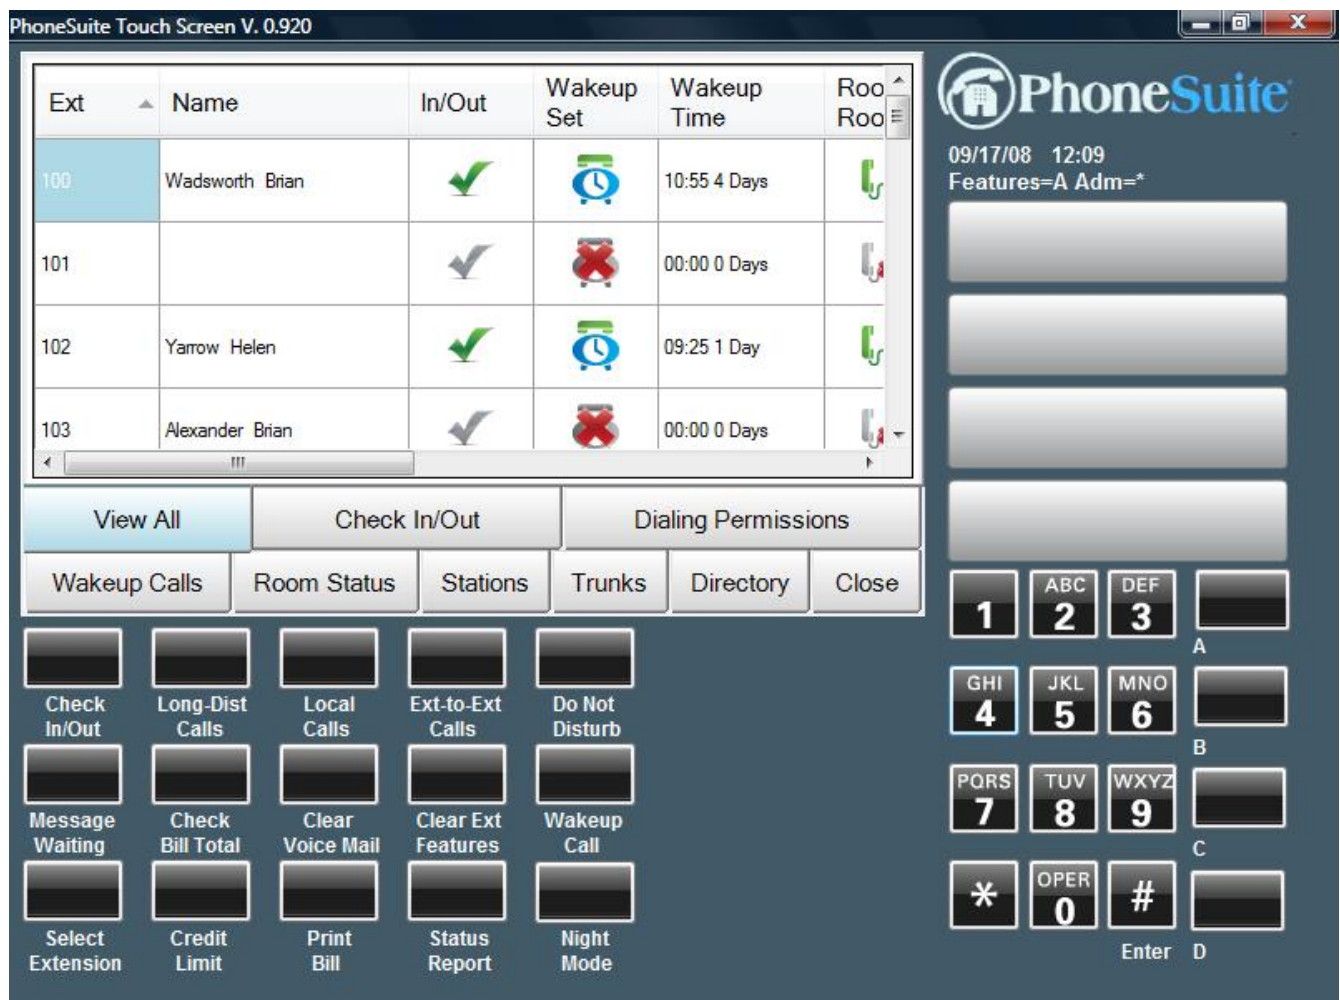 PhoneSuite Touch Screen V. 0.920
Ext Name In/Out Wakeup Set Wakeup Time Roo Roo
100 Wadsworth Brian 10:55 4 Days
101 00:00 0 Days
102 Yarrow Helen 09:25 1 Day
103 Alexander Brian 00:00 0 Days
View All Check In/Out Dialing Permissions
Wakeup Calls Room Status Stations Trunks Directory Close
Check In/Out Long-Dist Calls Local Calls Ext-to-Ext Calls Do Not Disturb
Message Waiting Check Bill Total Clear Voice Mail Clear Ext Features Wakeup Call
Select Extension Credit Limit Print Bill Status Report Night Mode
PhoneSuite
09/17/08 12:09
Features=A Adm=*
1 ABC 2 DEF 3 A
GHI 4 JKL 5 MNO 6 B
PQRS 7 TUV 8 WXYZ 9 C
* OPER 0 # D
Enter